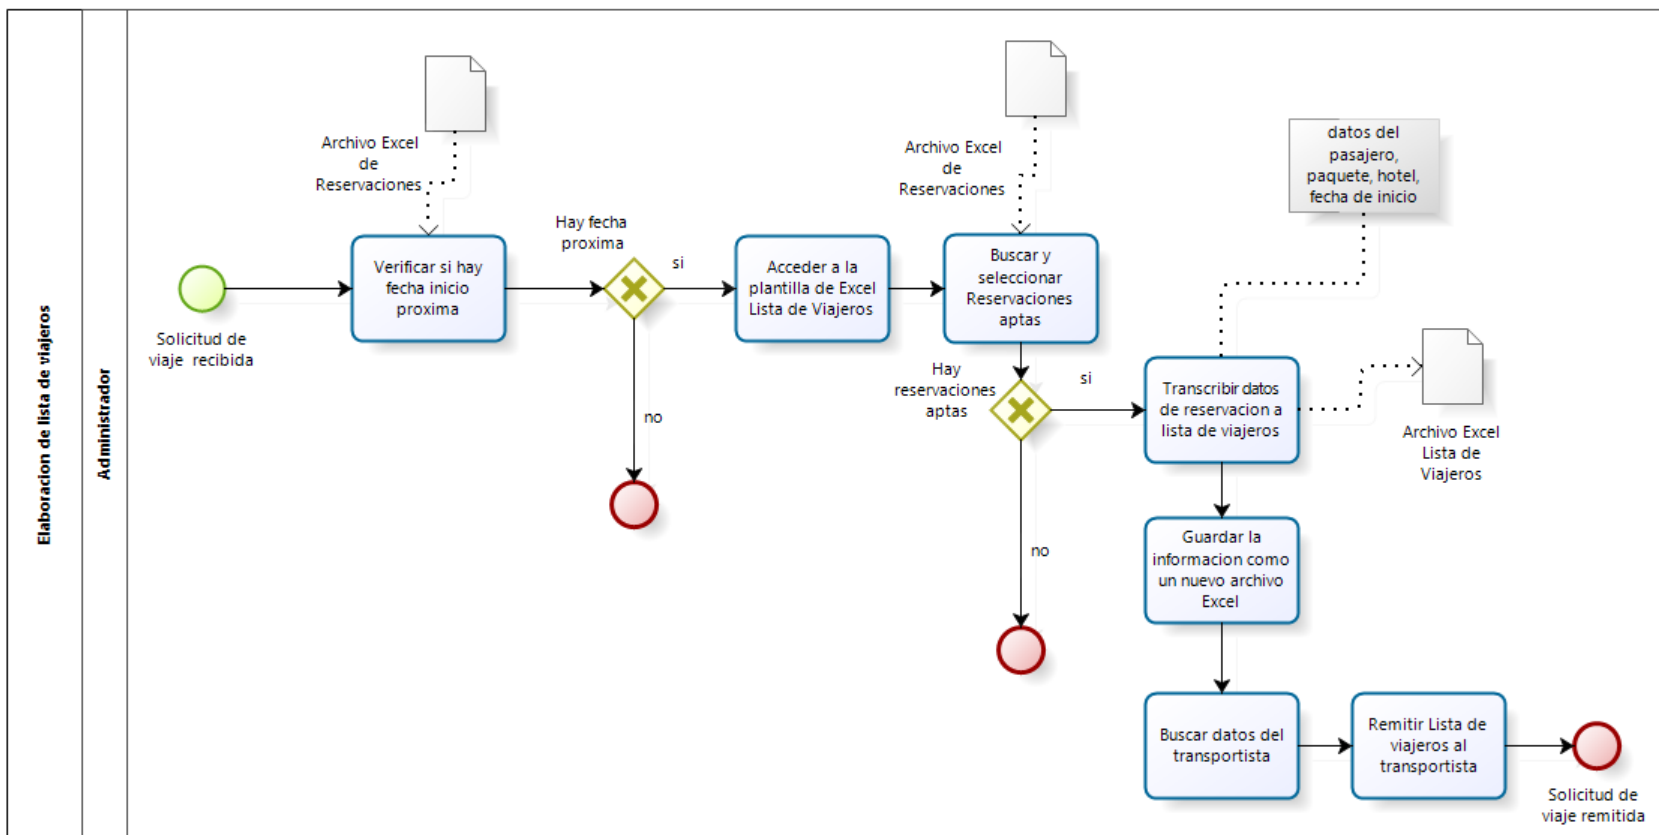 Elaboracion de lista de viajeros
Administrador
Solicitud de
viaje recibida
Archivo Excel
de
Reservaciones
Verificar si hay
fecha inicio
proxima
Hay fecha
proxima
si
no
Acceder a la
plantilla de Excel
Lista de Viajeros
Archivo Excel
de
Reservaciones
Buscar y
seleccionar
Reservaciones
aptas
Hay
reservaciones
aptas
si
no
datos del
pasajero,
paquete, hotel,
fecha de inicio
Transcribir datos
de reservacion a
lista de viajeros
Archivo Excel
Lista de
Viajeros
Guardar la
informacion como
un nuevo archivo
Excel
Buscar datos del
transportista
Remitir Lista de
viajeros al
transportista
Solicitud de
viaje remitida